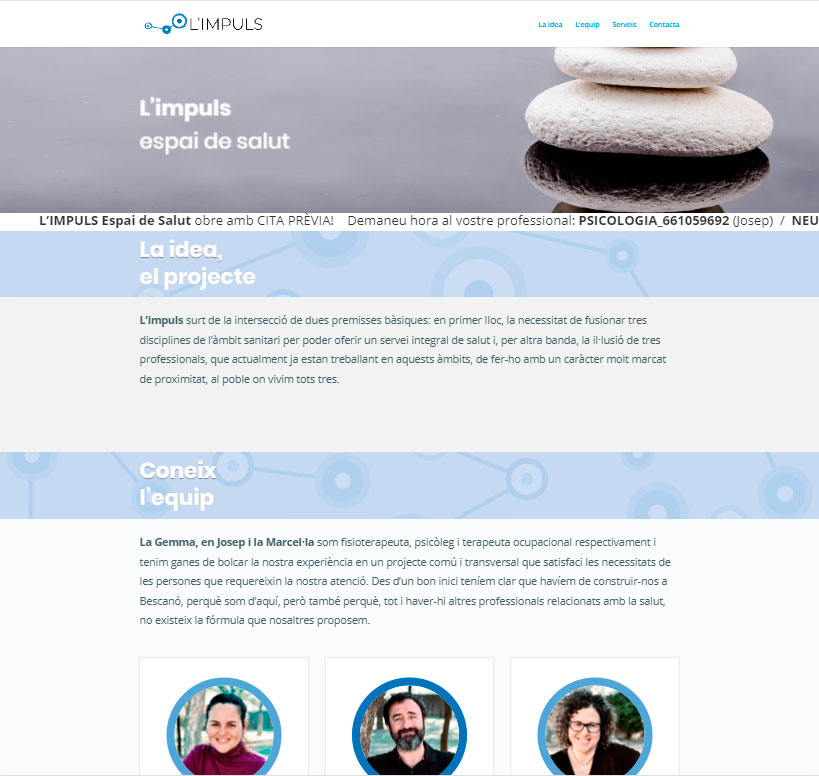 L'IMPULS
La idea L'equip Serveis Contacta
L'impuls
espai de salut
L'IMPULS Espai de Salut obre amb CITA PRÈVIA! Demaneu hora al vostre professional: PSICOLOGIA_661059692 (Josep) / NEU
La idea,
el projecte
L'impuls surt de la intersecció de dues premisses bàsiques: en primer lloc, la necessitat de fusionar tres
disciplines de l'àmbit sanitari per poder oferir un servei integral de salut i, per altra banda, la il·lusió de tres
professionals, que actualment ja estan treballant en aquests àmbits, de fer-ho amb un caràcter molt marcat
de proximitat, al poble on vivim tots tres.
Coneix
l'equip
La Gemma, en Josep i la Marcel·la som fisioterapeuta, psicòleg i terapeuta ocupacional respectivament i
tenim ganes de bolcar la nostra experiència en un projecte comú i transversal que satisfaci les necessitats de
les persones que requereixin la nostra atenció. Des d'un bon inici teníem clar que havíem de construir-nos a
Bescanó, perquè som d'aquí, però també perquè, tot i haver-hi altres professionals relacionats amb la salut,
no existeix la fórmula que nosaltres proposem.